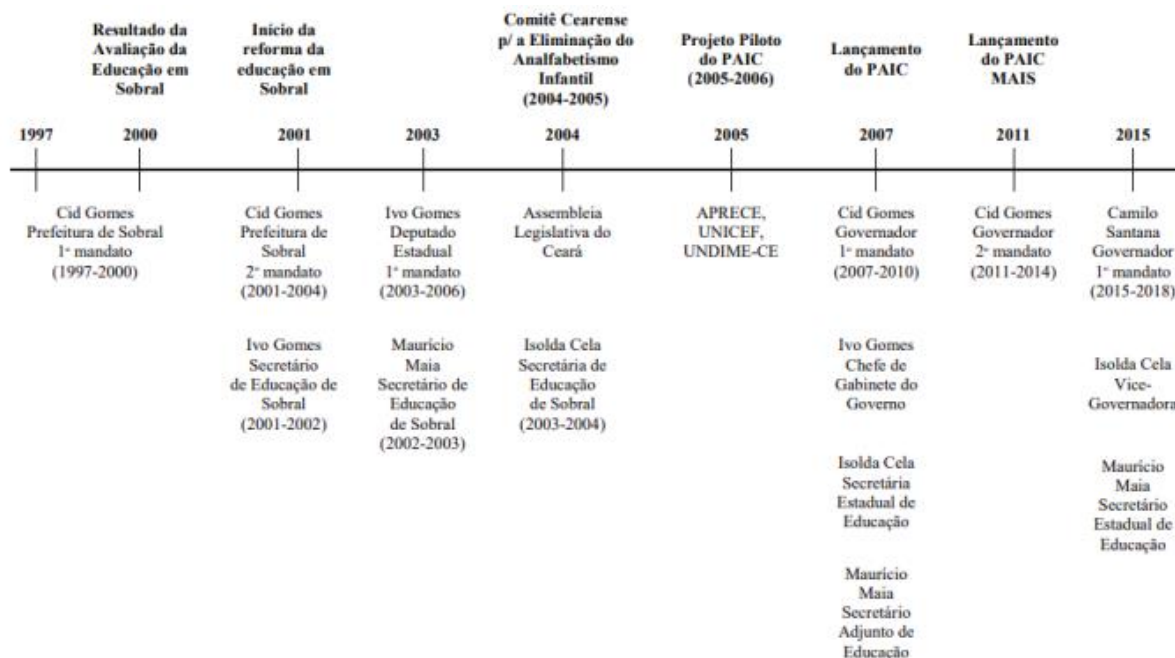 Resultado da
Avaliação da
Educação em
Sobral
Início da
reforma da
educação em
Sobral
Comitê Cearense
p/ a Eliminação do
Analfabetismo
Infantil
(2004-2005)
Projeto Piloto
do PAIC
(2005-2006)
Lançamento
do PAIC
Lançamento
do PAIC
MAIS
1997
2000
2001
2003
2004
2005
2007
2011
2015
Cid Gomes
Prefeitura de Sobral
1º mandato
(1997-2000)
Cid Gomes
Prefeitura de
Sobral
2º mandato
(2001-2004)
Ivo Gomes
Deputado
Estadual
1º mandato
(2003-2006)
Assembleia
Legislativa do
Ceará
APRECE,
UNICEF,
UNDIME-CE
Cid Gomes
Governador
1º mandato
(2007-2010)
Cid Gomes
Governador
2º mandato
(2011-2014)
Camilo
Santana
Governador
1º mandato
(2015-2018)
Ivo Gomes
Secretário
de Educação de
Sobral
(2001-2002)
Maurício
Maia
Secretário de
Educação
de Sobral
(2002-2003)
Isolda Cela
Secretária de
Educação
de Sobral
(2003-2004)
Ivo Gomes
Chefe de
Gabinete do
Governo
Isolda Cela
Vice-
Governadora
Isolda Cela
Secretária
Estadual de
Educação
Maurício
Maia
Secretário
Estadual de
Educação
Maurício
Maia
Secretário
Adjunto de
Educação